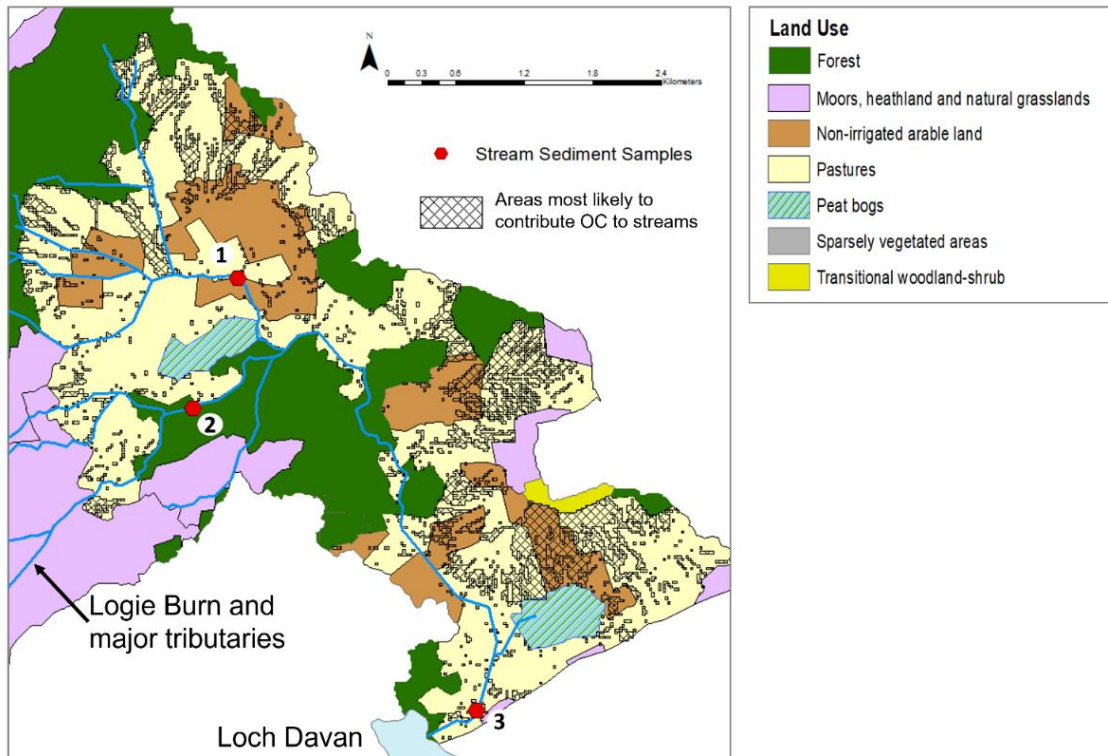 N
0 0.3 0.6 1.2 1.8 2.4
Kilometers
Stream Sediment Samples
Areas most likely to
contribute OC to streams
1
2
3
Logie Burn and
major tributaries
Loch Davan
Land Use
Forest
Moors, heathland and natural grasslands
Non-irrigated arable land
Pastures
Peat bogs
Sparsely vegetated areas
Transitional woodland-shrub